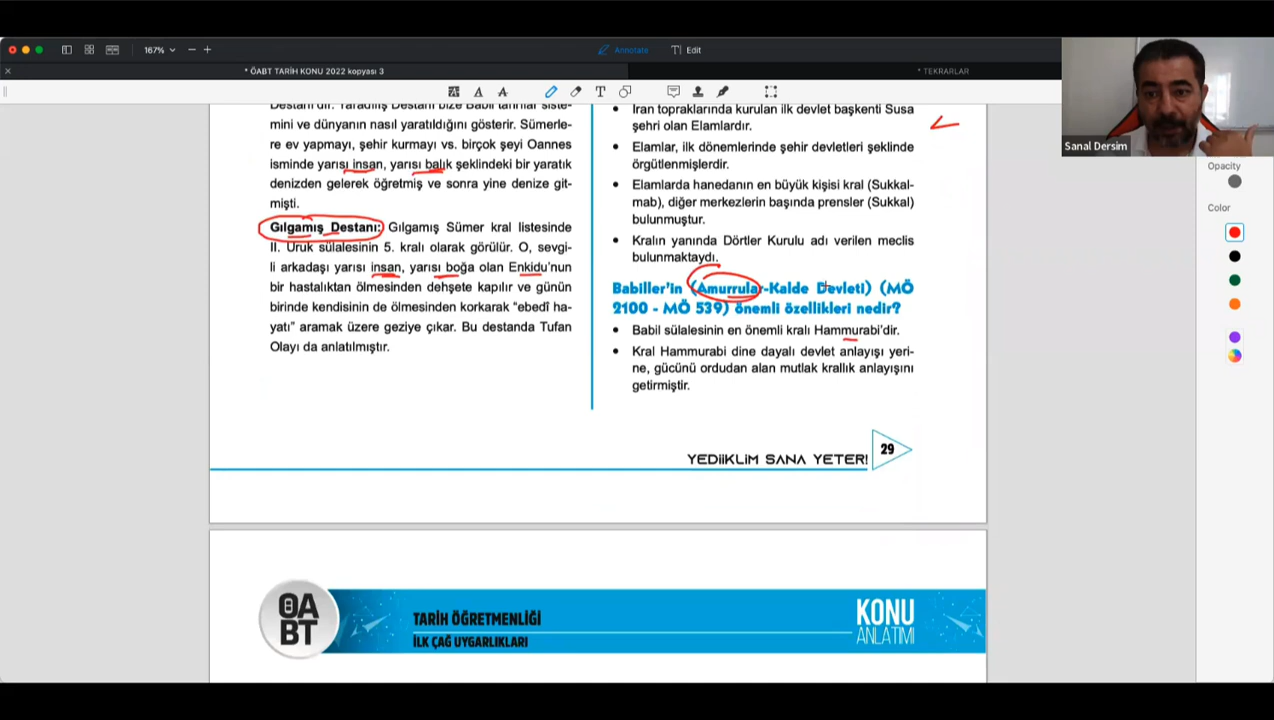 167%
Annotate
Edit
* ÖABT TARİH KONU 2022 kopyası 3
* TEKRARLAR
Sanal Dersim
Opacity
Color
Destanı'dır. Yaradılış Destanı bize Babil tanrılar siste-
mini ve dünyanın nasıl yaratıldığını gösterir. Sümerle-
re ev yapmayı, şehir kurmayı vs. birçok şeyi Oannes
isminde yarısı insan, yarısı balık şeklindeki bir yaratık
denizden gelerek öğretmiş ve sonra yine denize git-
mişti.
Gılgamış Destanı: Gılgamış Sümer kral listesinde
II. Uruk sülalesinin 5. kralı olarak görülür. O, sevgi-
li arkadaşı yarısı insan, yarısı boğa olan Enkidu'nun
bir hastalıktan ölmesinden dehşete kapılır ve günün
birinde kendisinin de ölmesinden korkarak "ebedî ha-
yatı" aramak üzere geziye çıkar. Bu destanda Tufan
Olayı da anlatılmıştır.
• İran topraklarında kurulan ilk devlet başkenti Susa
şehri olan Elamlardır.
• Elamlar, ilk dönemlerinde şehir devletleri şeklinde
örgütlenmişlerdir.
• Elamlarda hanedanın en büyük kişisi kral (Sukkal-
mab), diğer merkezlerin başında prensler (Sukkal)
bulunmuştur.
• Kralın yanında Dörtler Kurulu adı verilen meclis
bulunmaktaydı.
Babiller'in (Amurrular-Kalde Devleti) (MÖ
2100 - MÖ 539) önemli özellikleri nedir?
• Babil sülalesinin en önemli kralı Hammurabi'dir.
• Kral Hammurabi dine dayalı devlet anlayışı yeri-
ne, gücünü ordudan alan mutlak krallık anlayışını
getirmiştir.
YEDiiKLiM SANA YETER!
29
ÖABT
TARİH ÖĞRETMENLİĞİ
İLK ÇAĞ UYGARLIKLARI
KONU
ANLATIMI